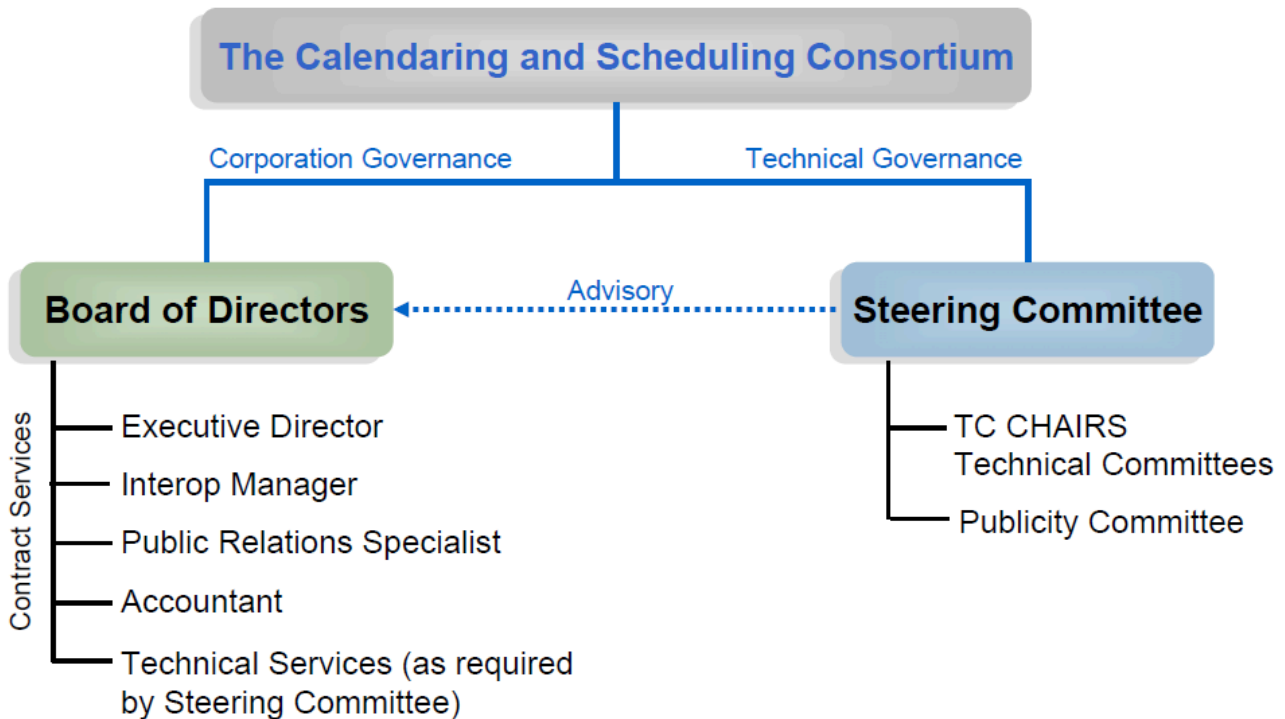 The Calendaring and Scheduling Consortium
Corporation Governance
Technical Governance
Board of Directors
Advisory
Steering Committee
Contract Services
Executive Director
Interop Manager
Public Relations Specialist
Accountant
Technical Services (as required
by Steering Committee)
TC CHAIRS
Technical Committees
Publicity Committee